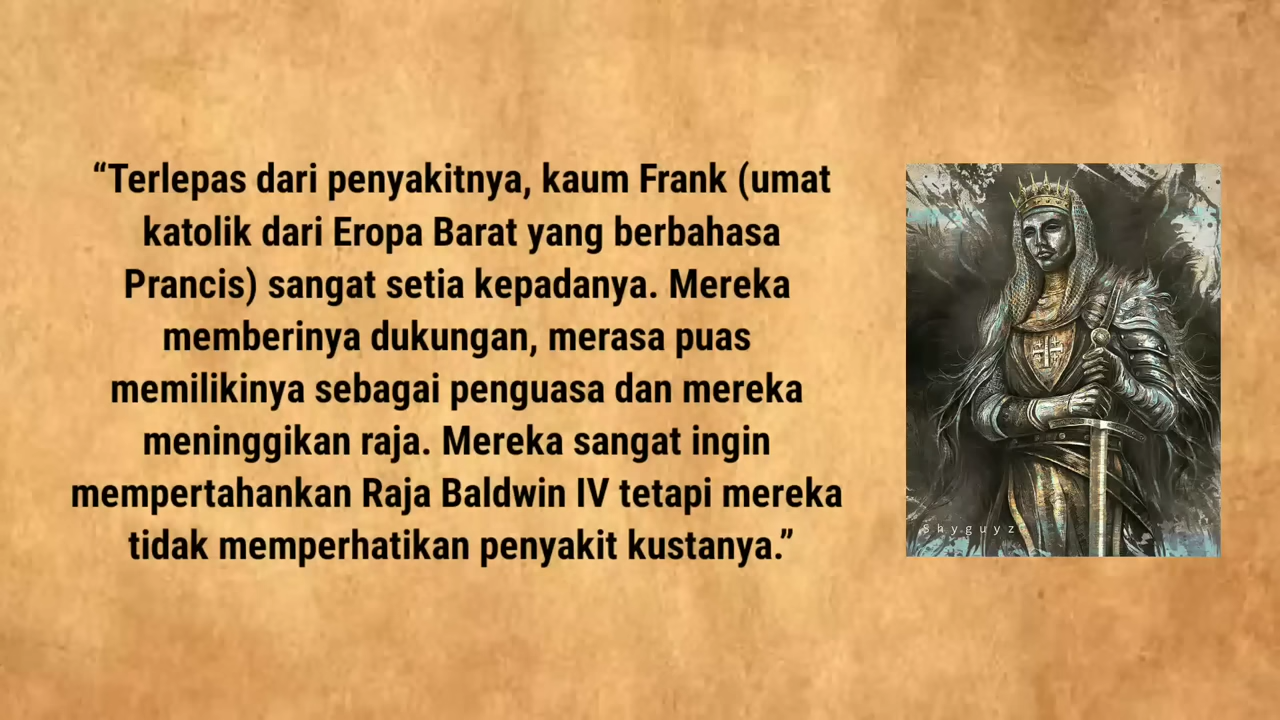 “Terlepas dari penyakitnya, kaum Frank (umat
katolik dari Eropa Barat yang berbahasa
Prancis) sangat setia kepadanya. Mereka
memberinya dukungan, merasa puas
memilikinya sebagai penguasa dan mereka
meninggikan raja. Mereka sangat ingin
mempertahankan Raja Baldwin IV tetapi mereka
tidak memperhatikan penyakit kustanya.”
shyguyz